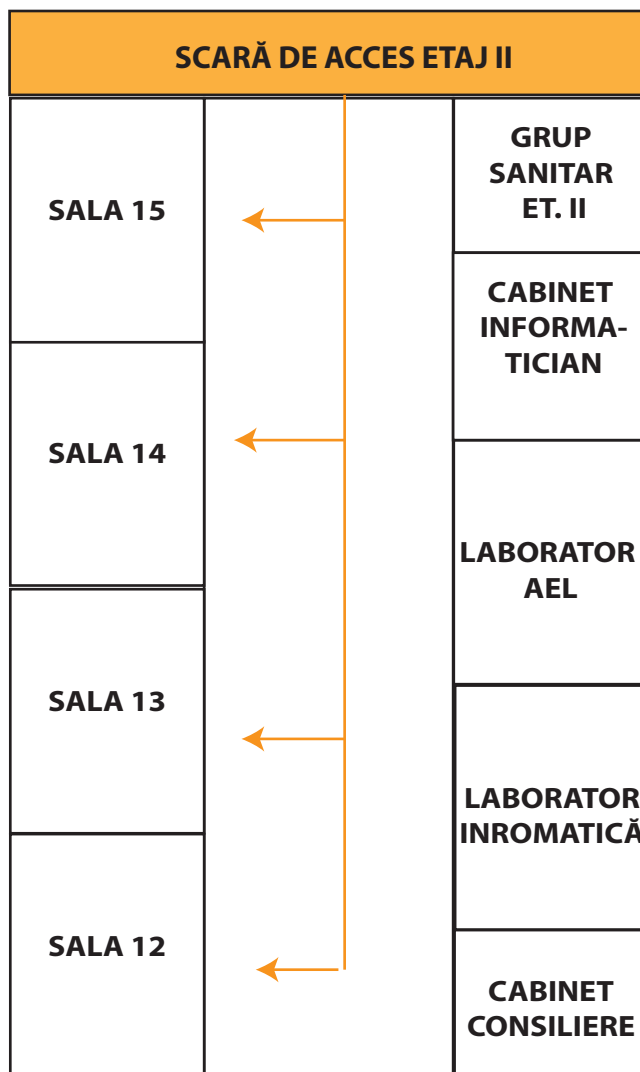 SCARĂ DE ACCES ETAJ II
SALA 15
SALA 14
SALA 13
SALA 12
GRUP
SANITAR
ET. II
CABINET
INFORMA-
TICIAN
LABORATOR
AEL
LABORATOR
INROMATICĂ
CABINET
CONSILIERE